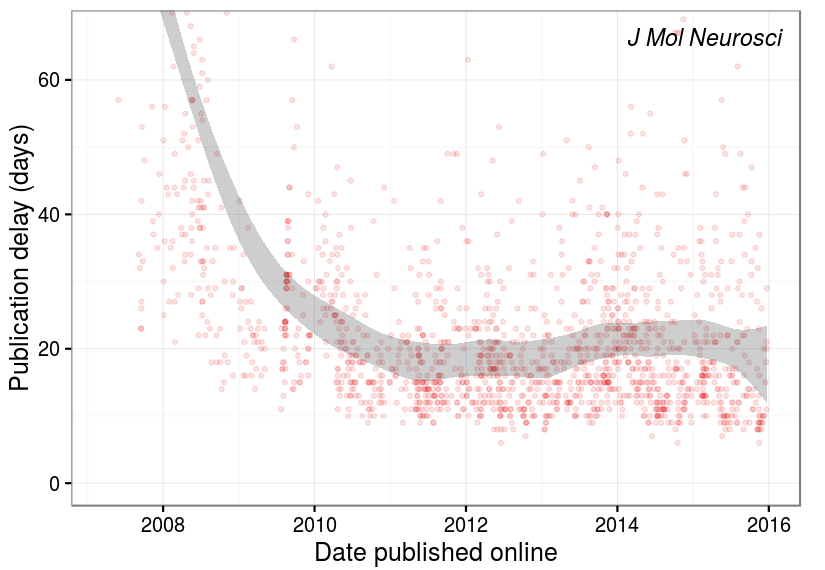 J Mol Neurosci
60
40
20
0
Publication delay (days)
2008 2010 2012 2014 2016
Date published online